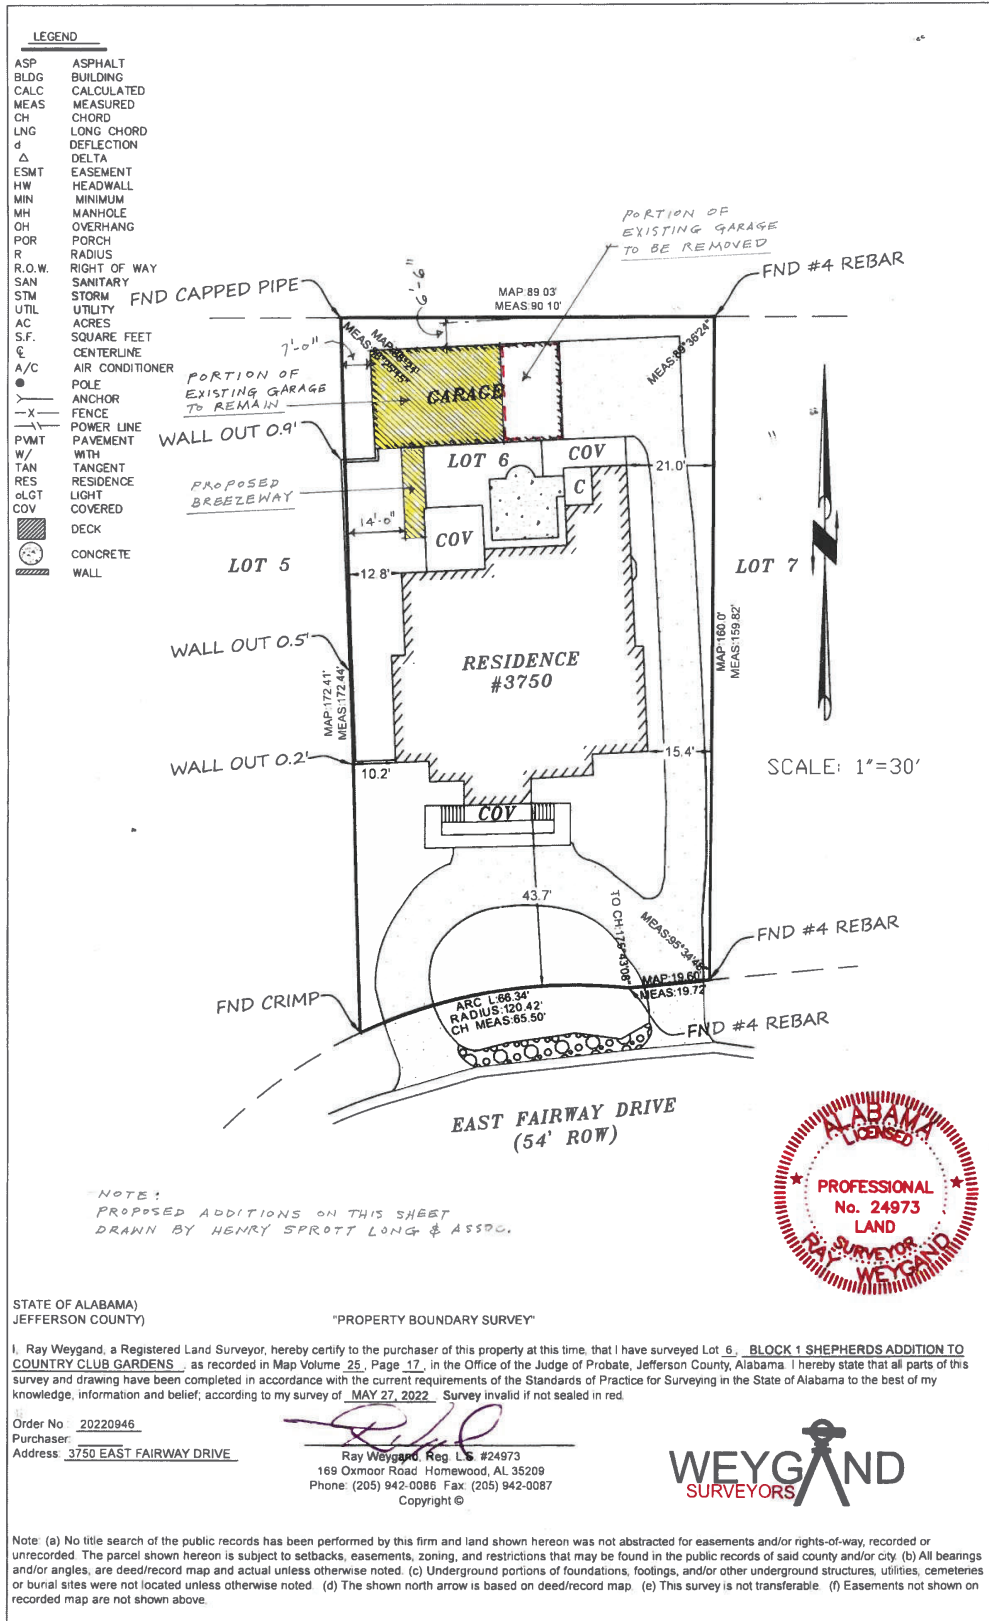 LEGEND
ASP ASPHALT
BLDG BUILDING
CALC CALCULATED
MEAS MEASURED
CH CHORD
LNG LONG CHORD
d DEFLECTION
△ DELTA
ESMT EASEMENT
HW HEADWALL
MIN MINIMUM
MH MANHOLE
OH OVERHANG
POR PORCH
R RADIUS
R.O.W. RIGHT OF WAY
SAN SANITARY
STM STORM
UTIL UTILITY
AC ACRES
S.F. SQUARE FEET
℄ CENTERLINE
A/C AIR CONDITIONER
● POLE
ANCHOR
—X— FENCE
POWER LINE
PVMT PAVEMENT
W/ WITH
TAN TANGENT
RES RESIDENCE
oLGT LIGHT
COV COVERED
DECK
CONCRETE
WALL
PORTION OF
EXISTING GARAGE
TO BE REMOVED
FND #4 REBAR
FND CAPPED PIPE
6'-6"
MAP:89 03'
MEAS:90 10'
7'-0"
MEAS:89°36'24"
PORTION OF
EXISTING GARAGE
TO REMAIN
GARAGE
WALL OUT 0.9'
LOT 6
COV
21.0'
C
PROPOSED
BREEZEWAY
14'-0"
COV
LOT 5
12.8'
LOT 7
WALL OUT 0.5'
RESIDENCE
#3750
MAP:172.41'
MEAS:172.44'
MAP:160.0'
MEAS:159.82'
WALL OUT 0.2'
10.2'
15.4'
SCALE: 1"=30'
COV
43.7'
TO CH:175°43'08"
MEAS:95°34'48"
FND #4 REBAR
MAP:19.60'
MEAS:19.72'
FND CRIMP
ARC L:66.34'
RADIUS:120.42'
CH MEAS:65.50'
FND #4 REBAR
EAST FAIRWAY DRIVE
(54' ROW)
ALABAMA
LICENSED
PROFESSIONAL
No. 24973
LAND
SURVEYOR
RAY WEYGAND
NOTE:
PROPOSED ADDITIONS ON THIS SHEET
DRAWN BY HENRY SPROTT LONG & ASSOC.
STATE OF ALABAMA)
JEFFERSON COUNTY) "PROPERTY BOUNDARY SURVEY"
I, Ray Weygand, a Registered Land Surveyor, hereby certify to the purchaser of this property at this time, that I have surveyed Lot 6, BLOCK 1 SHEPHERDS ADDITION TO
COUNTRY CLUB GARDENS, as recorded in Map Volume 25, Page 17, in the Office of the Judge of Probate, Jefferson County, Alabama. I hereby state that all parts of this
survey and drawing have been completed in accordance with the current requirements of the Standards of Practice for Surveying in the State of Alabama to the best of my
knowledge, information and belief; according to my survey of MAY 27, 2022. Survey invalid if not sealed in red.
Order No: 20220946
Purchaser:
Address: 3750 EAST FAIRWAY DRIVE
Ray Weygand, Reg. L.S. #24973
169 Oxmoor Road Homewood, AL 35209
Phone: (205) 942-0086 Fax: (205) 942-0087
Copyright ©
WEYGAND
SURVEYORS
Note: (a) No title search of the public records has been performed by this firm and land shown hereon was not abstracted for easements and/or rights-of-way, recorded or
unrecorded. The parcel shown hereon is subject to setbacks, easements, zoning, and restrictions that may be found in the public records of said county and/or city. (b) All bearings
and/or angles, are deed/record map and actual unless otherwise noted. (c) Underground portions of foundations, footings, and/or other underground structures, utilities, cemeteries
or burial sites were not located unless otherwise noted. (d) The shown north arrow is based on deed/record map. (e) This survey is not transferable. (f) Easements not shown on
recorded map are not shown above.